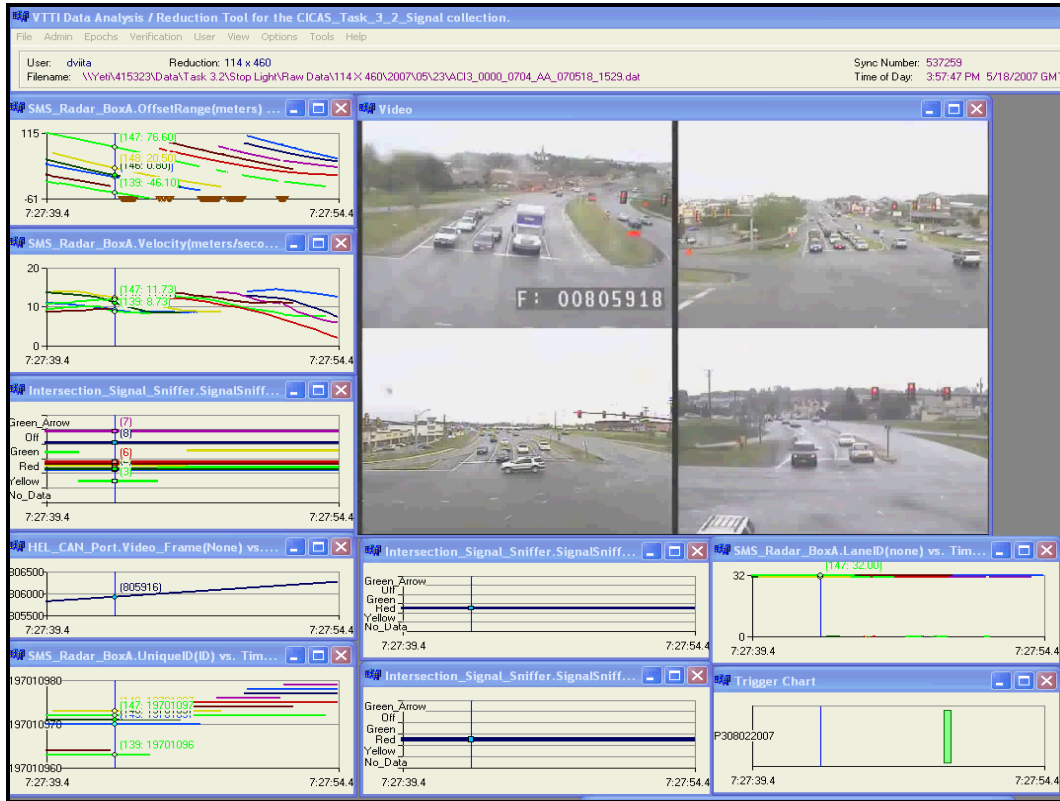 VTTI Data Analysis / Reduction Tool for the CICAS_Task_3_2_Signal collection.
File Admin Epochs Verification User View Options Tools Help
User: dviita Reduction: 114 x 460 Sync Number: 537259
Filename: \\Yeti\415323\Data\Task 3.2\Stop Light\Raw Data\114 X 460\2007\05\23\ACI3_0000_0704_AA_070518_1529.dat Time of Day: 3:57:47 PM 5/18/2007 GMT
SMS_Radar_BoxA.OffsetRange(meters) ...
115
(147: 76.60)
(148: 20.50)
(146: 0.80)
(139: -46.10)
-61
7:27:39.4 7:27:54.4
Video
F: 00805918
SMS_Radar_BoxA.Velocity(meters/seco...
20
(147: 11.73)
10
(139: 8.73)
0
7:27:39.4 7:27:54.4
Intersection_Signal_Sniffer.SignalSniff...
Green_Arrow (7)
Off (8)
Green (6)
Red
Yellow (3)
No_Data
7:27:39.4 7:27:54.4
HEL_CAN_Port.Video_Frame(None) vs....
806500
(805916)
806000
805500
7:27:39.4 7:27:54.4
Intersection_Signal_Sniffer.SignalSniff...
Green_Arrow
Off
Green
Red
Yellow
No_Data
7:27:39.4 7:27:54.4
SMS_Radar_BoxA.LaneID(none) vs. Tim...
(147: 32.00)
32
0
7:27:39.4 7:27:54.4
SMS_Radar_BoxA.UniqueID(ID) vs. Tim...
197010980
(147: 19701097
197010970
(139: 19701096
197010960
7:27:39.4 7:27:54.4
Intersection_Signal_Sniffer.SignalSniff...
Green_Arrow
Off
Green
Red
Yellow
No_Data
7:27:39.4 7:27:54.4
Trigger Chart
P308022007
7:27:39.4 7:27:54.4